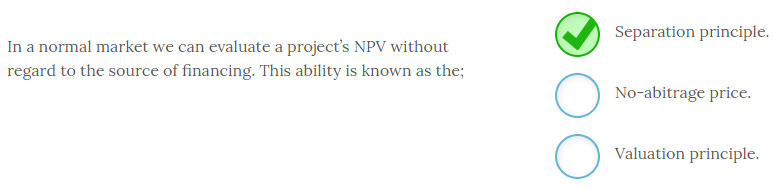 In a normal market we can evaluate a project's NPV without
regard to the source of financing. This ability is known as the;
Separation principle.
No-abitrage price.
Valuation principle.